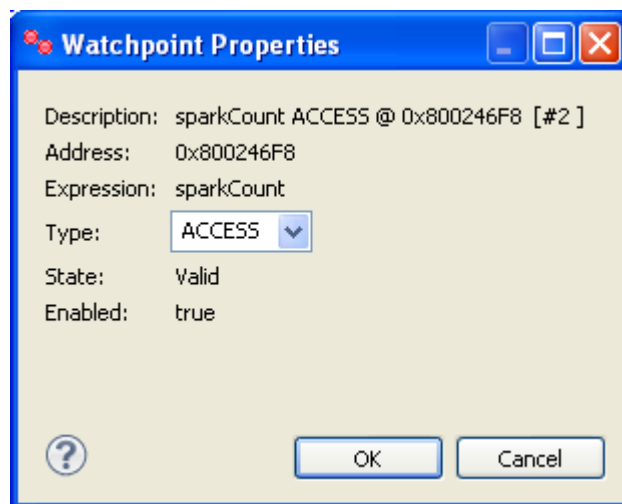 Watchpoint Properties
Description: sparkCount ACCESS @ 0x800246F8 [#2 ]
Address: 0x800246F8
Expression: sparkCount
Type: ACCESS
State: Valid
Enabled: true
?
OK Cancel